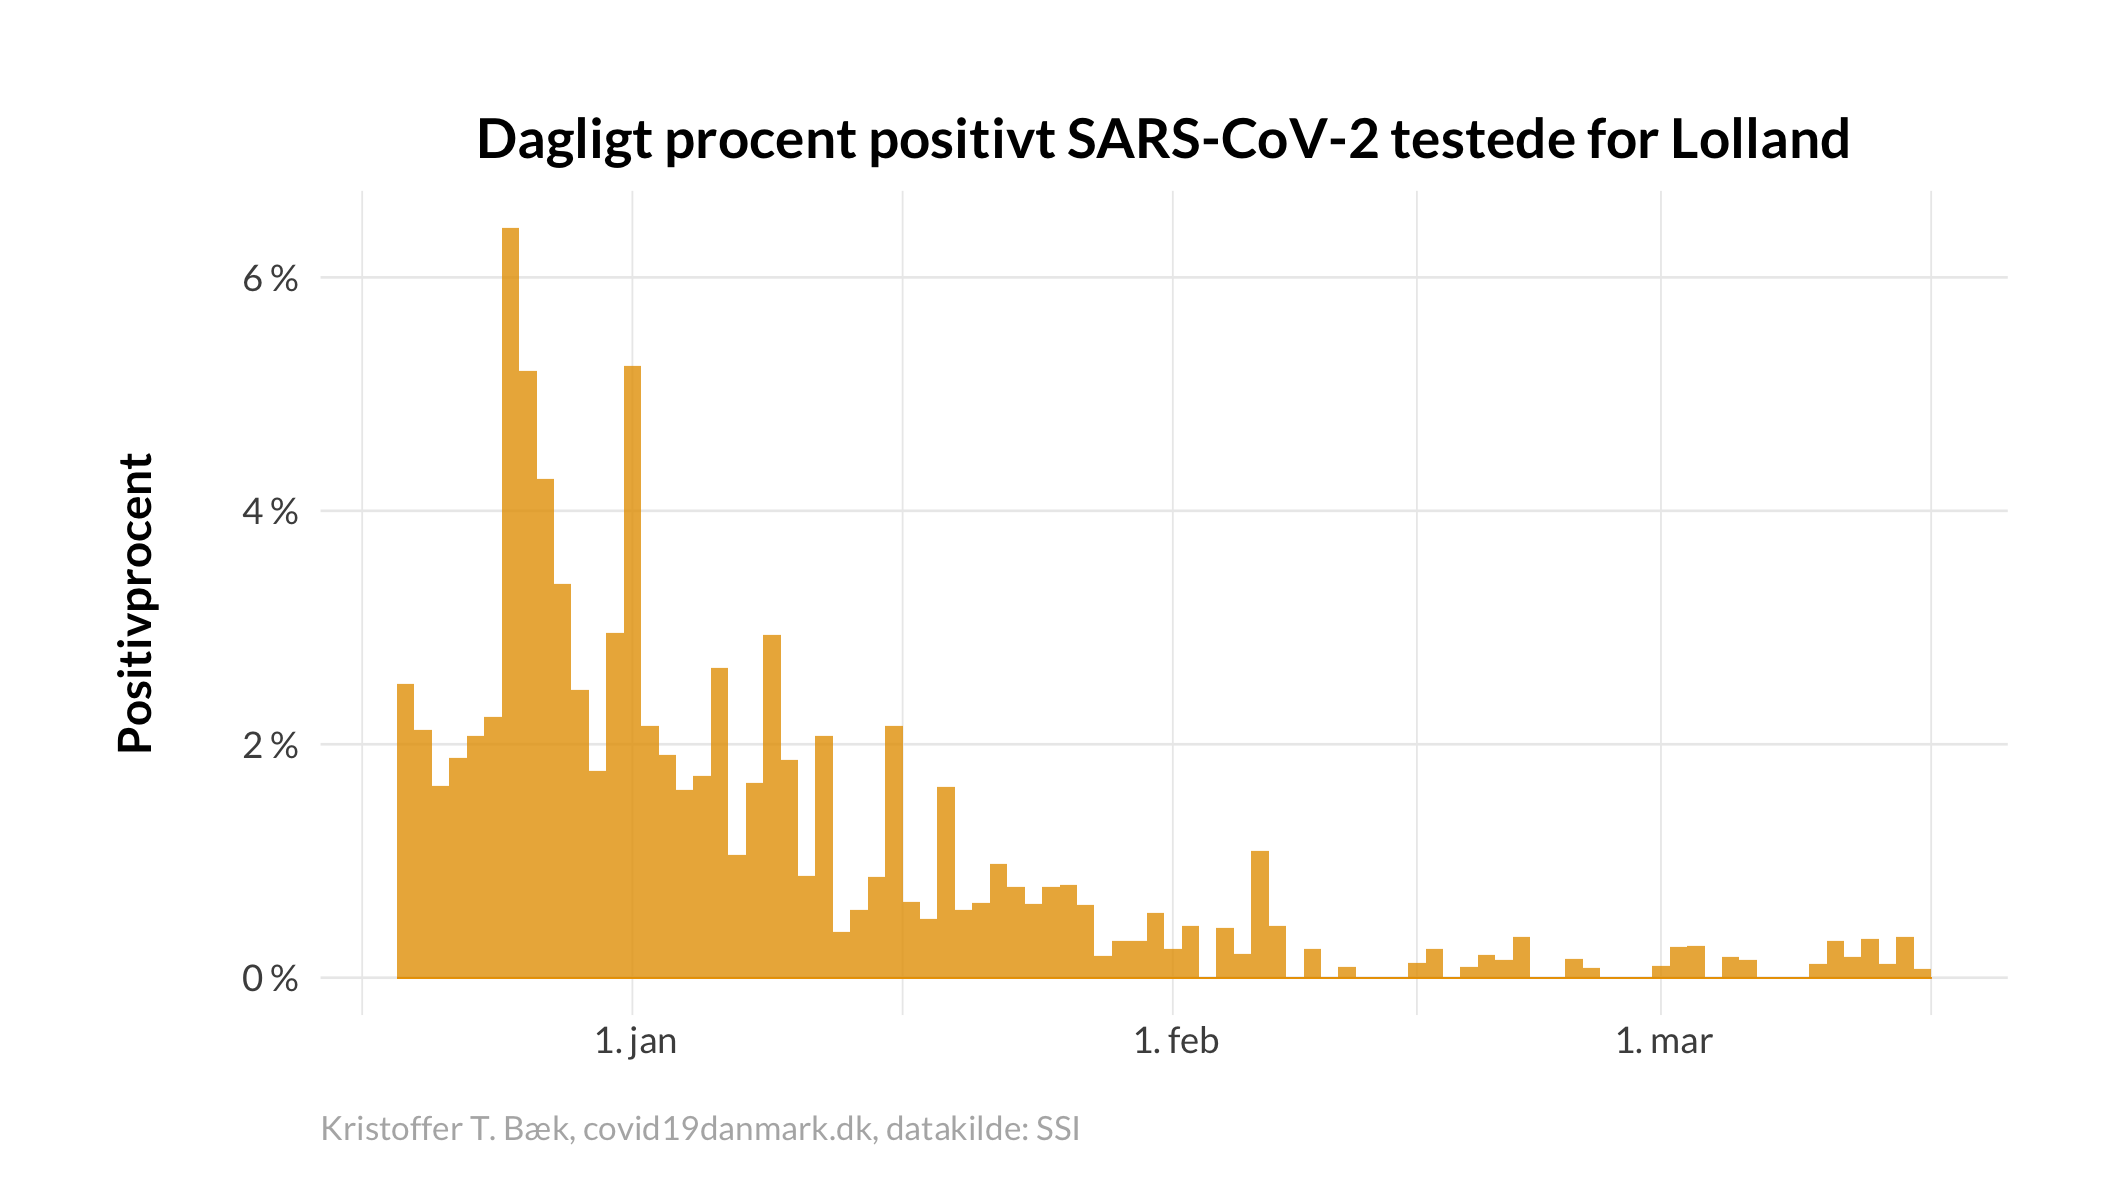 Dagligt procent positivt SARS-CoV-2 testede for Lolland
Positivprocent
6 %
4 %
2 %
0 %
1. jan
1. feb
1. mar
Kristoffer T. Bæk, covid19danmark.dk, datakilde: SSI